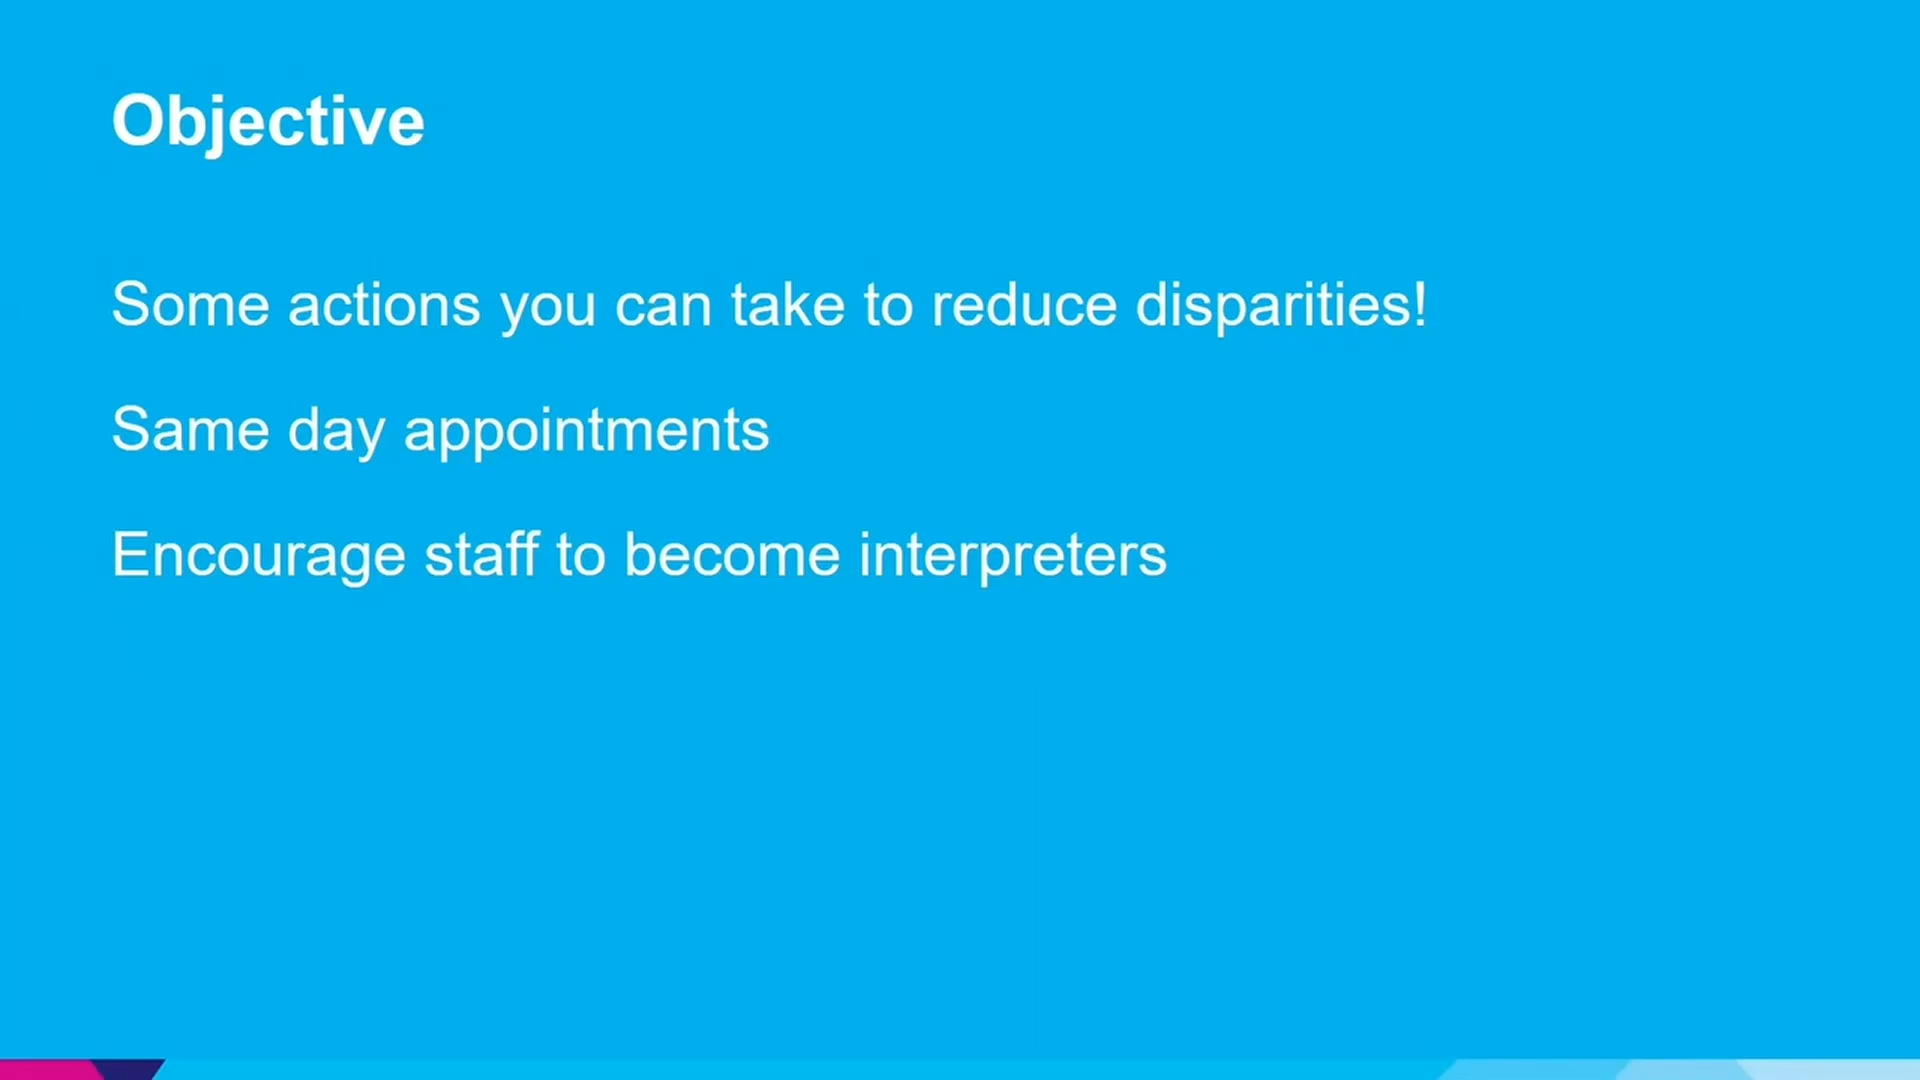 Objective
Some actions you can take to reduce disparities!
Same day appointments
Encourage staff to become interpreters